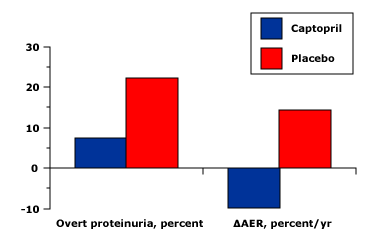 Captopril
Placebo
30
20
10
0
-10
Overt proteinuria, percent
ΔAER, percent/yr